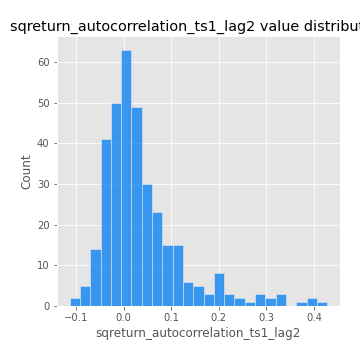 sqreturn_autocorrelation_ts1_lag2 value distribut
60
50
40
30
20
10
0
Count
−0.1 0.0 0.1 0.2 0.3 0.4
sqreturn_autocorrelation_ts1_lag2